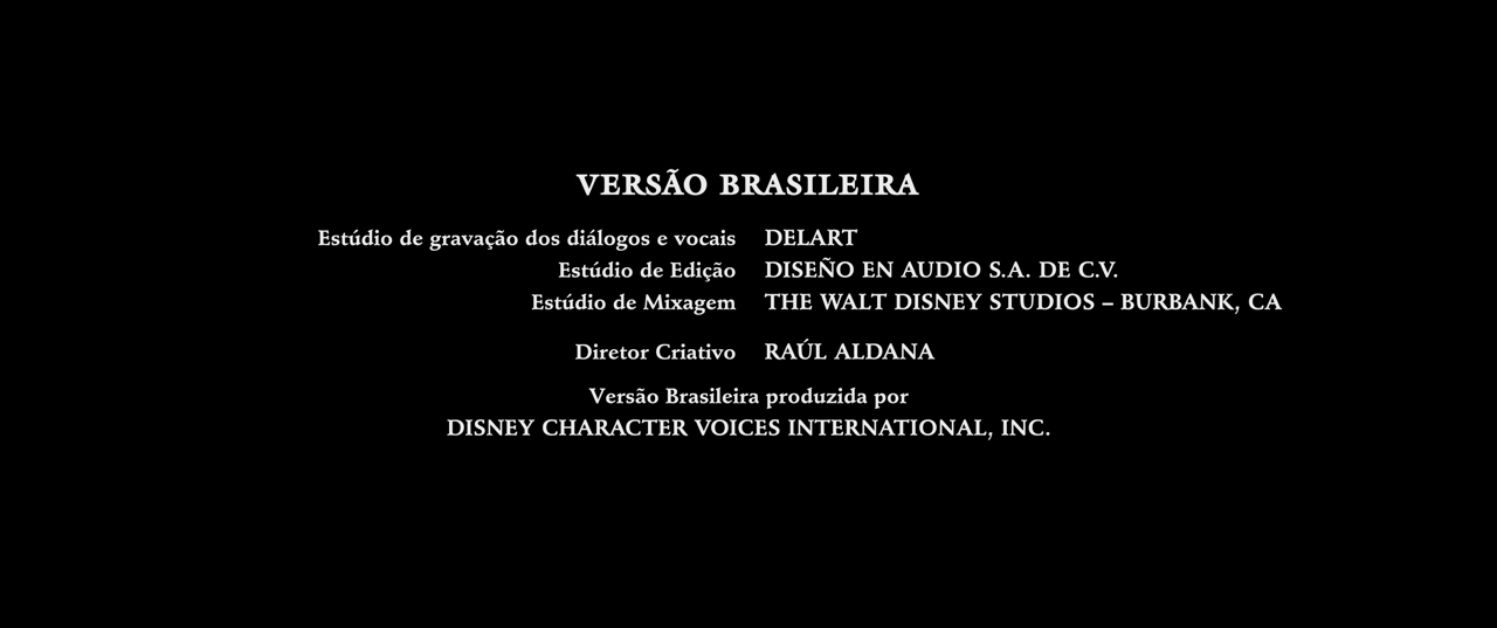 VERSÃO BRASILEIRA
Estúdio de gravação dos diálogos e vocais DELART
Estúdio de Edição DISEÑO EN AUDIO S.A. DE C.V.
Estúdio de Mixagem THE WALT DISNEY STUDIOS – BURBANK, CA
Diretor Criativo RAÚL ALDANA
Versão Brasileira produzida por
DISNEY CHARACTER VOICES INTERNATIONAL, INC.